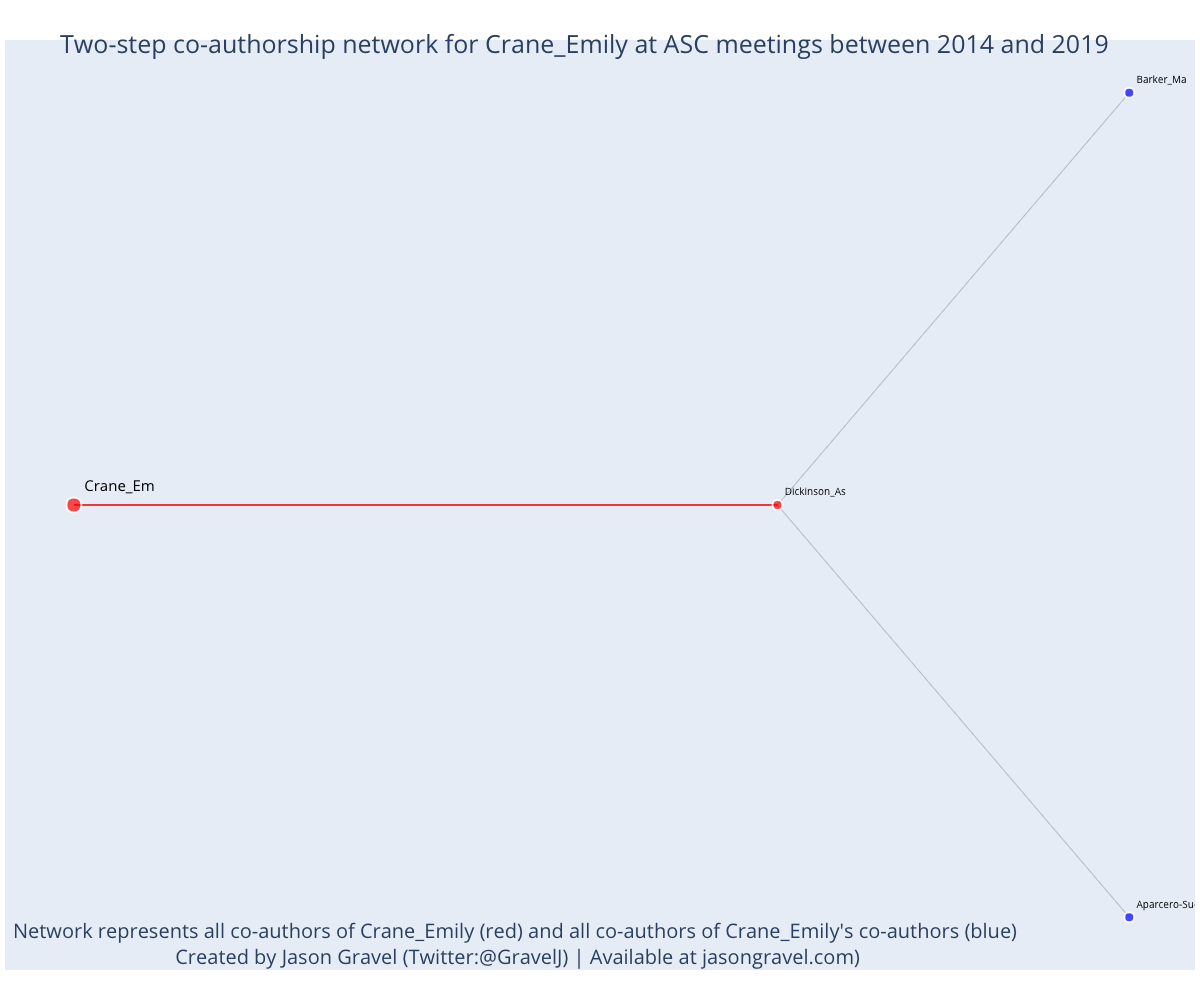 Two-step co-authorship network for Crane_Emily at ASC meetings between 2014 and 2019
Barker_Ma
Crane_Em
Dickinson_As
Aparcero-Su
Network represents all co-authors of Crane_Emily (red) and all co-authors of Crane_Emily's co-authors (blue)
Created by Jason Gravel (Twitter:@GravelJ) | Available at jasongravel.com)